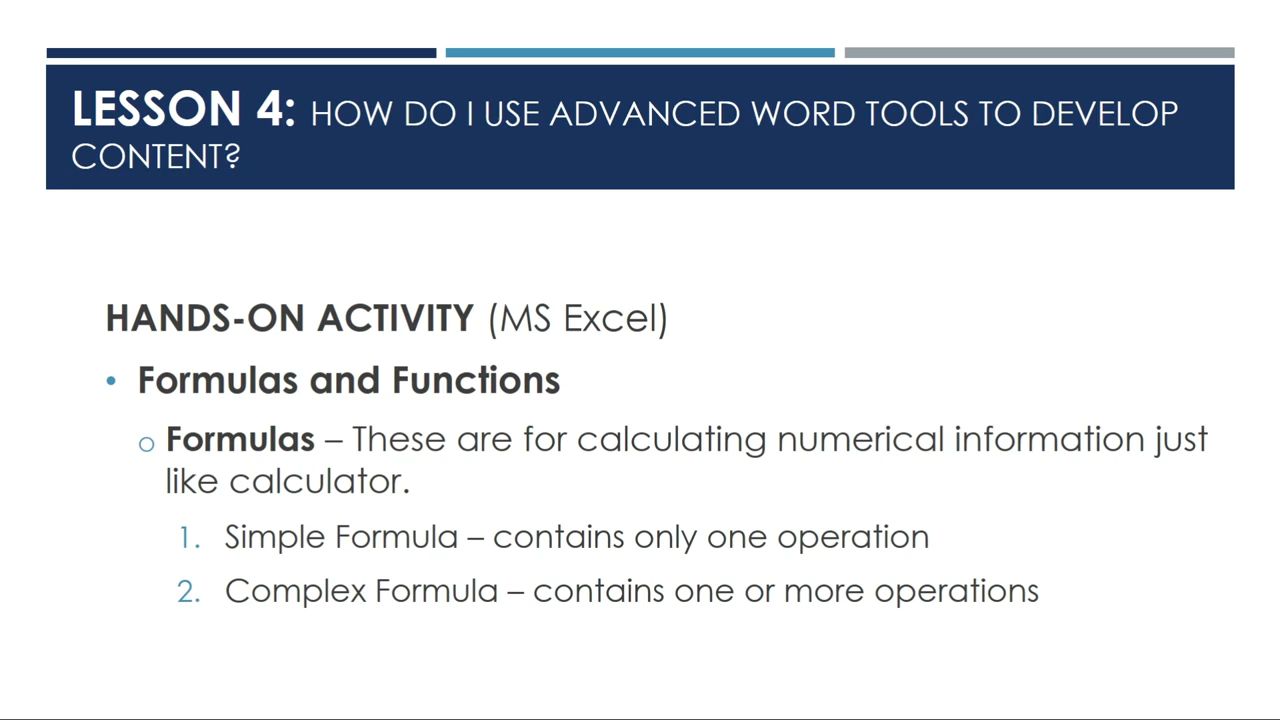 LESSON 4: HOW DO I USE ADVANCED WORD TOOLS TO DEVELOP
CONTENT?
HANDS-ON ACTIVITY (MS Excel)
• Formulas and Functions
o Formulas – These are for calculating numerical information just
like calculator.
1. Simple Formula – contains only one operation
2. Complex Formula – contains one or more operations